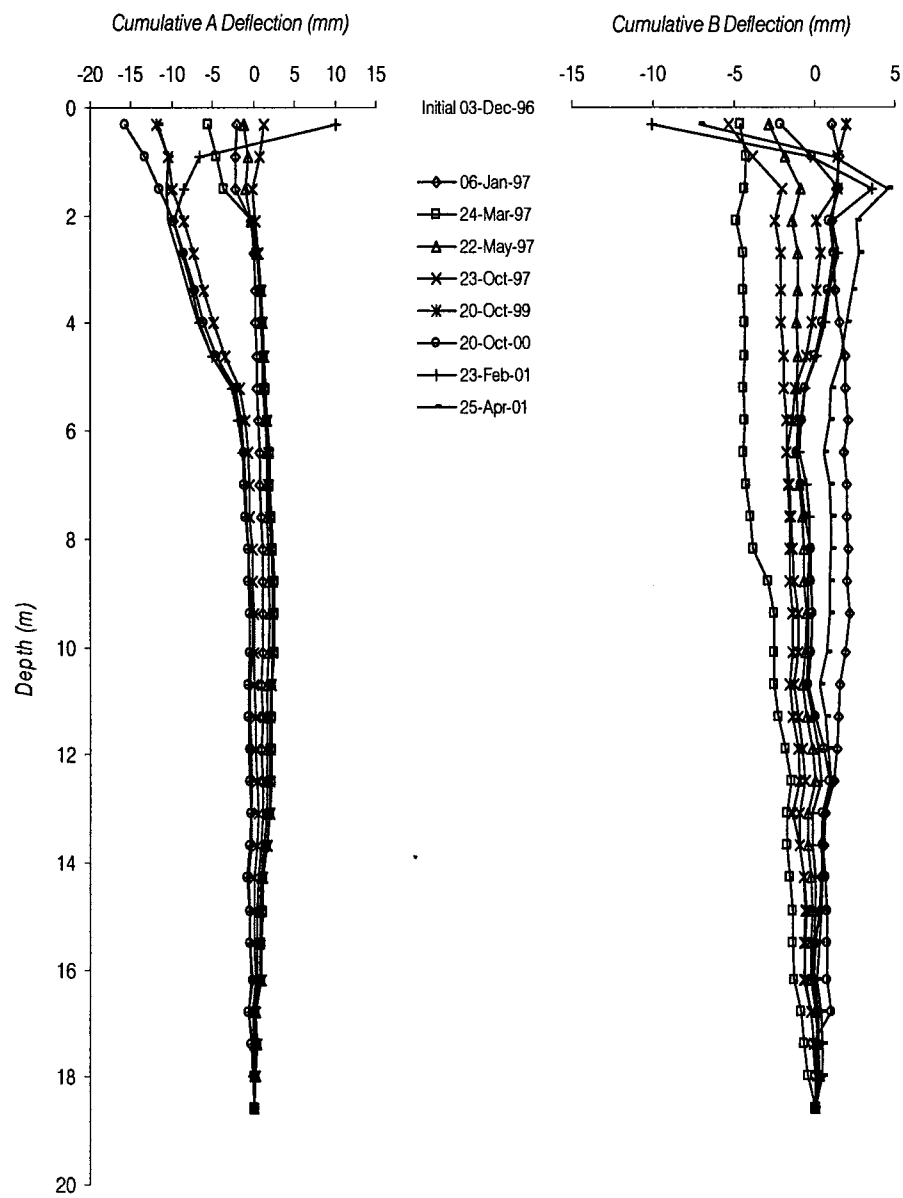 Cumulative A Deflection (mm)
Cumulative B Deflection (mm)
-20 -15 -10 -5 0 5 10 15
-15 -10 -5 0 5
Initial 03-Dec-96
06-Jan-97
24-Mar-97
22-May-97
23-Oct-97
20-Oct-99
20-Oct-00
23-Feb-01
25-Apr-01
Depth (m)
0
2
4
6
8
10
12
14
16
18
20